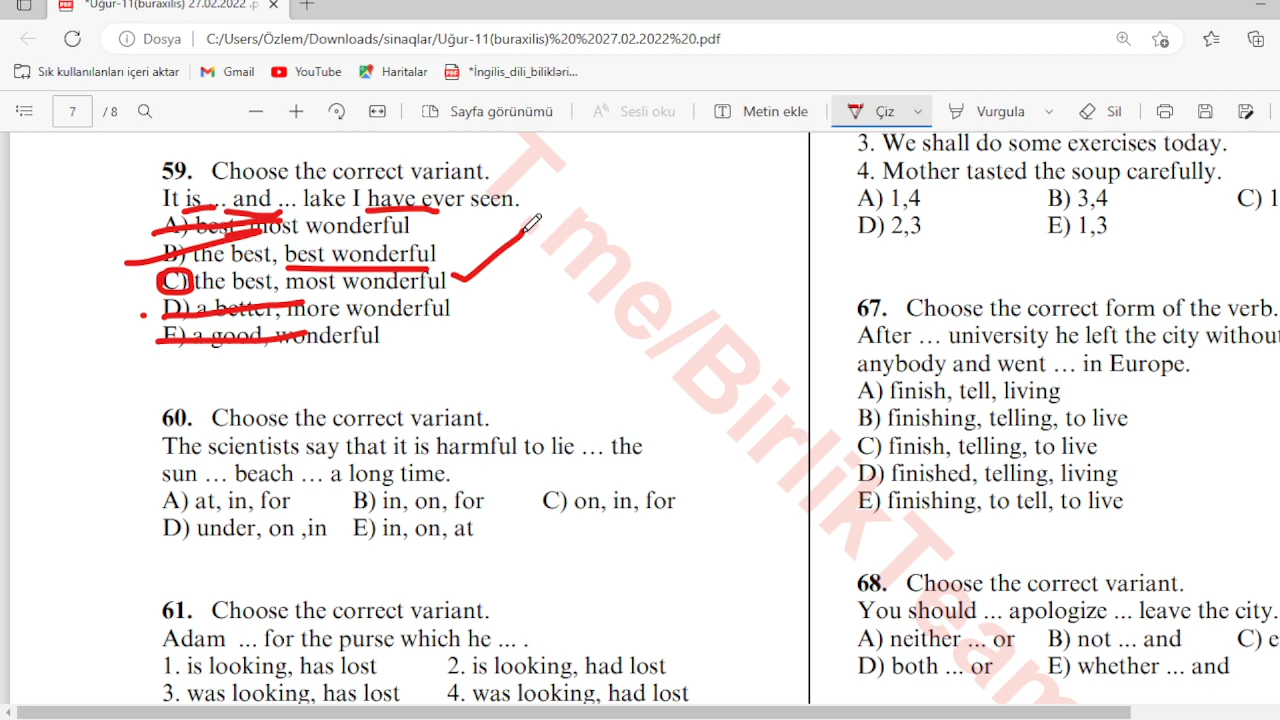 *Uğur-11(buraxılış) 27.02.2022 .p
Dosya
C:/Users/Özlem/Downloads/sinaqlar/Uğur-11(buraxılış)%20%2027.02.2022%20.pdf
Sık kullanılanları içeri aktar
Gmail
YouTube
Haritalar
*İngilis_dili_bilikləri...
7
/ 8
Sayfa görünümü
Sesli oku
Metin ekle
Çiz
Vurgula
Sil
59. Choose the correct variant.
It is ... and ... lake I have ever seen.
A) best, most wonderful
B) the best, best wonderful
C) the best, most wonderful
D) a better, more wonderful
E) a good, wonderful
60. Choose the correct variant.
The scientists say that it is harmful to lie … the
sun … beach … a long time.
A) at, in, for B) in, on, for C) on, in, for
D) under, on ,in E) in, on, at
61. Choose the correct variant.
Adam ... for the purse which he ... .
1. is looking, has lost 2. is looking, had lost
3. was looking, has lost 4. was looking, had lost
3. We shall do some exercises today.
4. Mother tasted the soup carefully.
A) 1,4 B) 3,4 C) 1
D) 2,3 E) 1,3
67. Choose the correct form of the verb.
After … university he left the city without
anybody and went … in Europe.
A) finish, tell, living
B) finishing, telling, to live
C) finish, telling, to live
D) finished, telling, living
E) finishing, to tell, to live
68. Choose the correct variant.
You should ... apologize ... leave the city.
A) neither ... or B) not ... and C) e
D) both ... or E) whether ... and
T.me/BirlikTeam